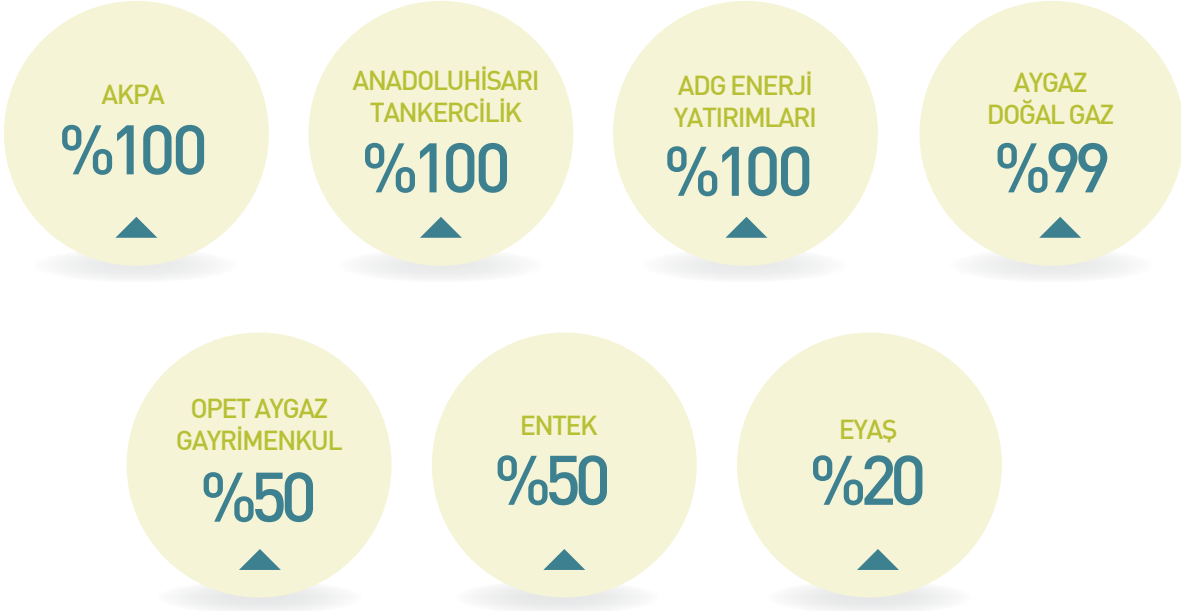 AKPA
%100
ANADOLUHİSARI
TANKERCİLİK
%100
ADG ENERJİ
YATIRIMLARI
%100
AYGAZ
DOĞAL GAZ
%99
OPET AYGAZ
GAYRİMENKUL
%50
ENTEK
%50
EYAŞ
%20